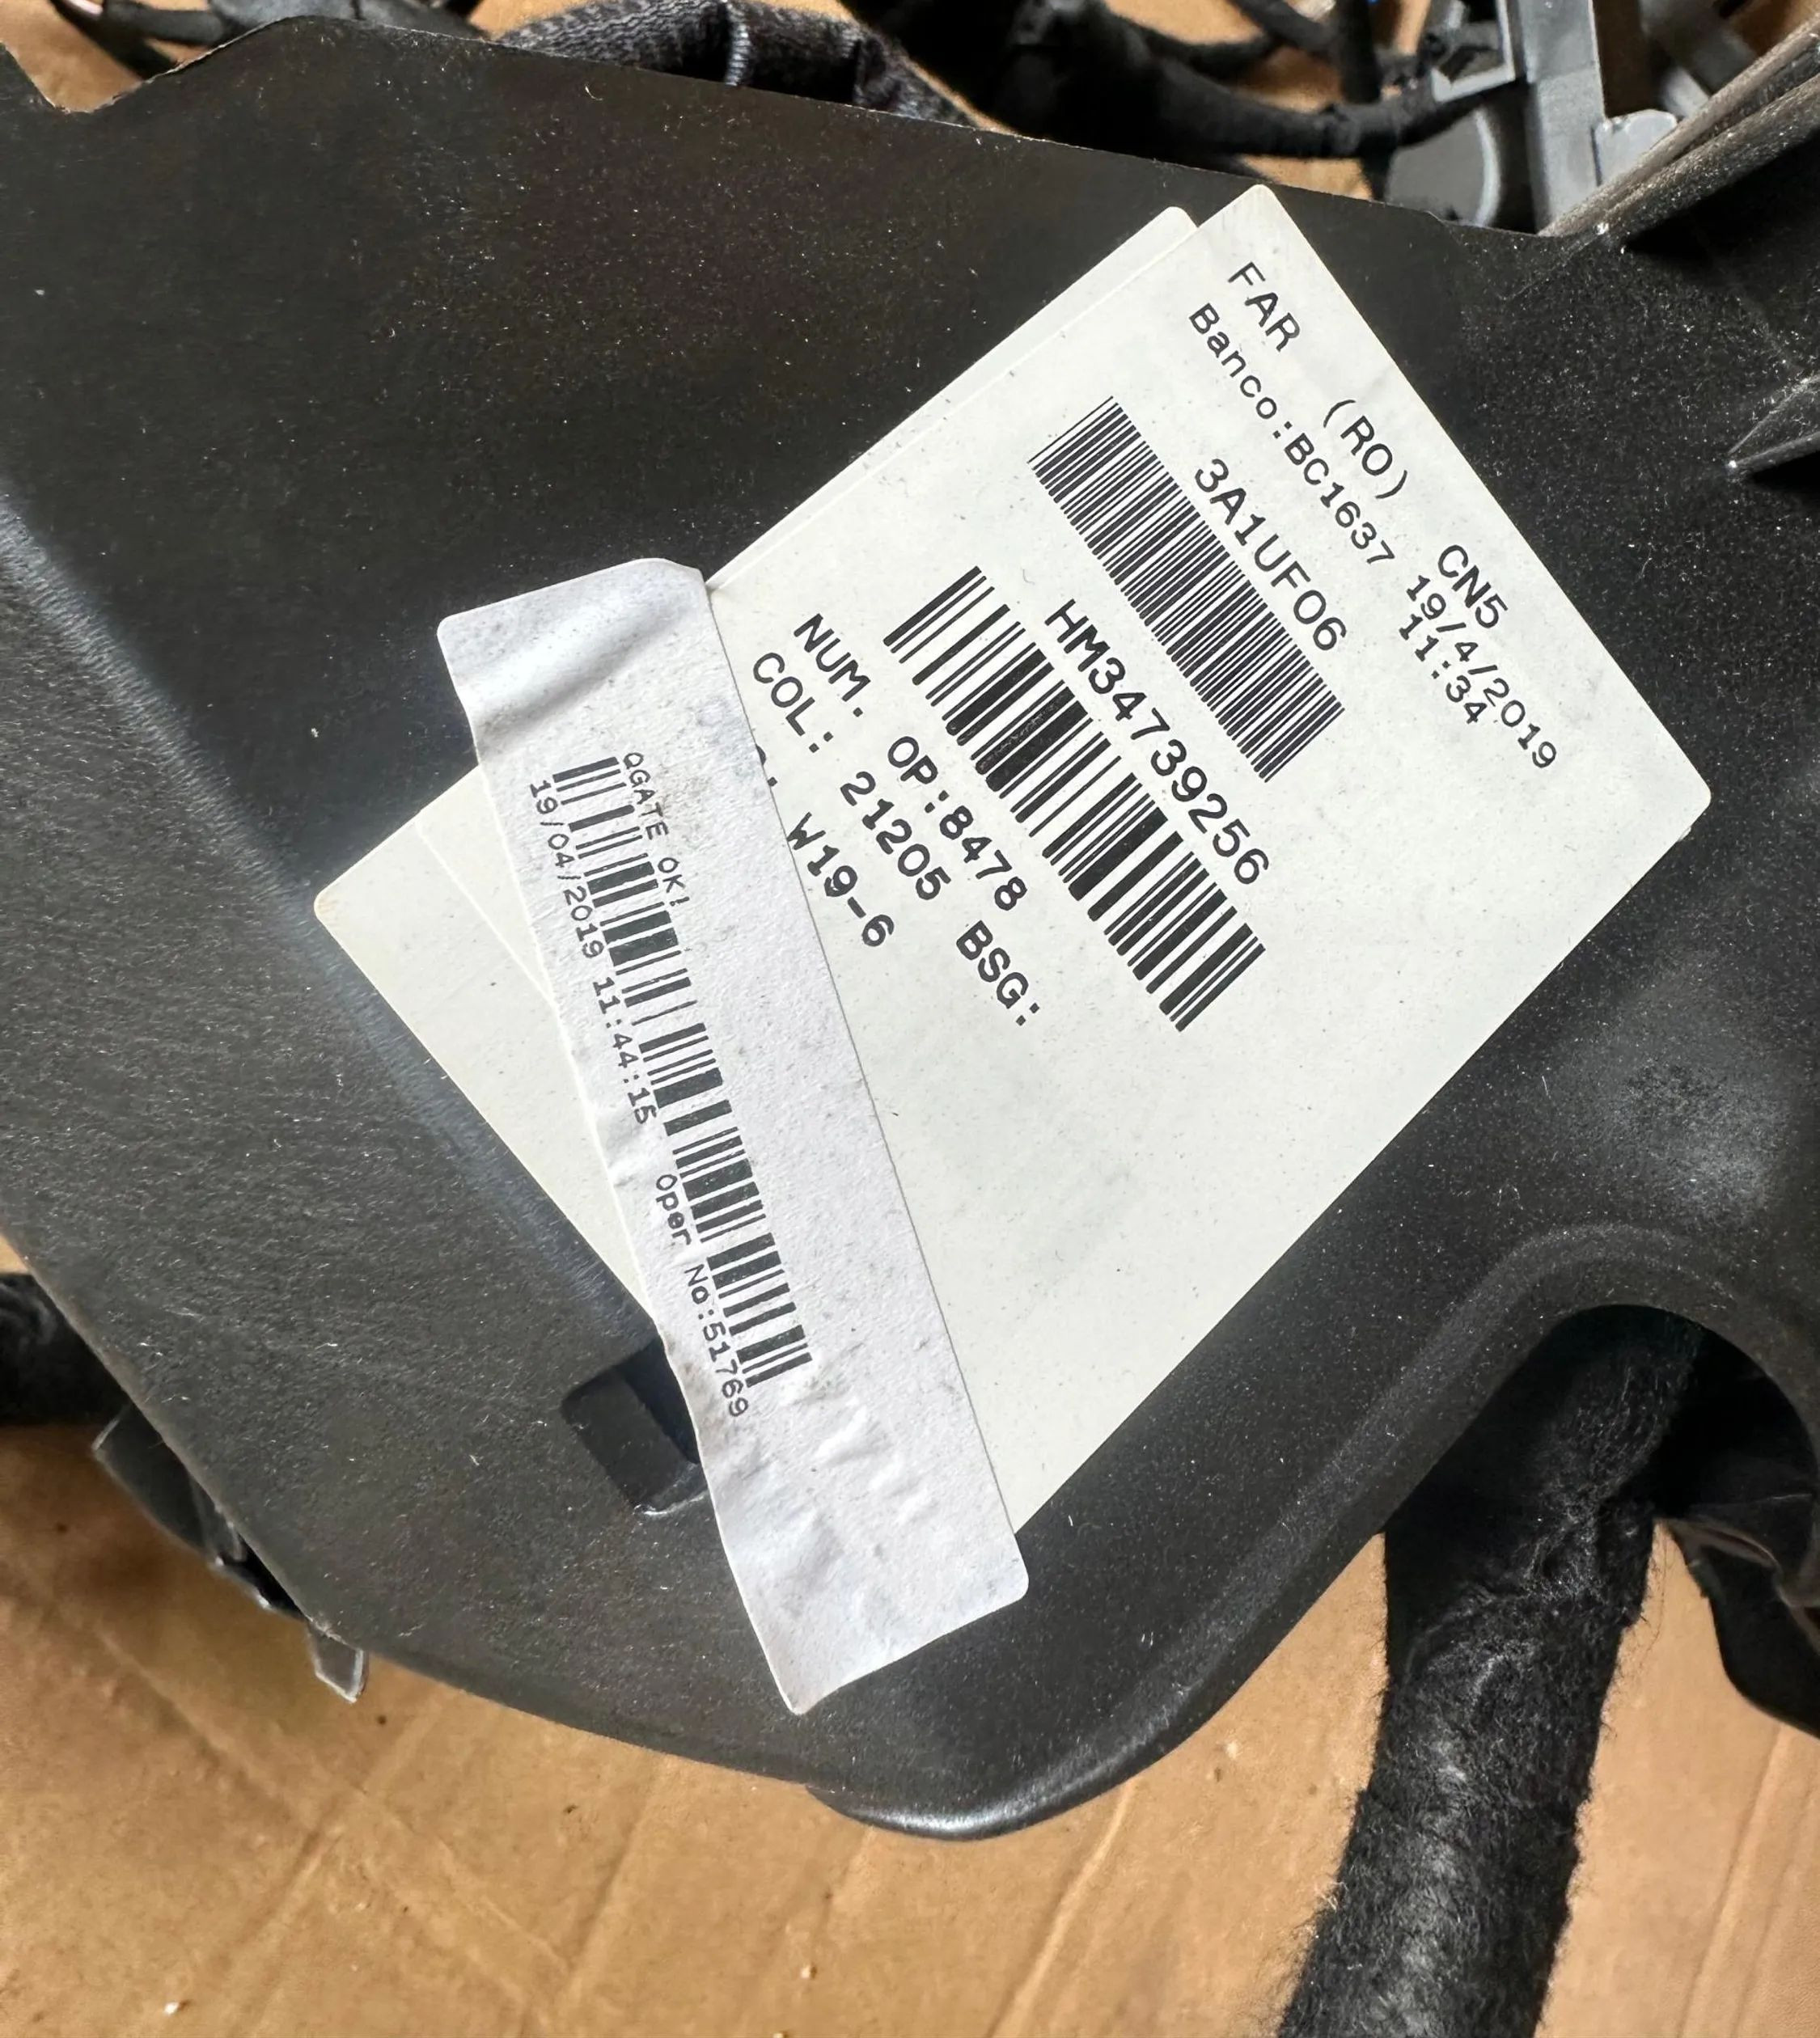 FAR (RO) CN5
Banco:BC1637 19/4/2019
11:34
3A1UF06
HM34739256
NUM. OP:8478
COL: 21205 BSG:
W19-6
QGATE OK!
19/04/2019 11:44:15 Oper No:51769